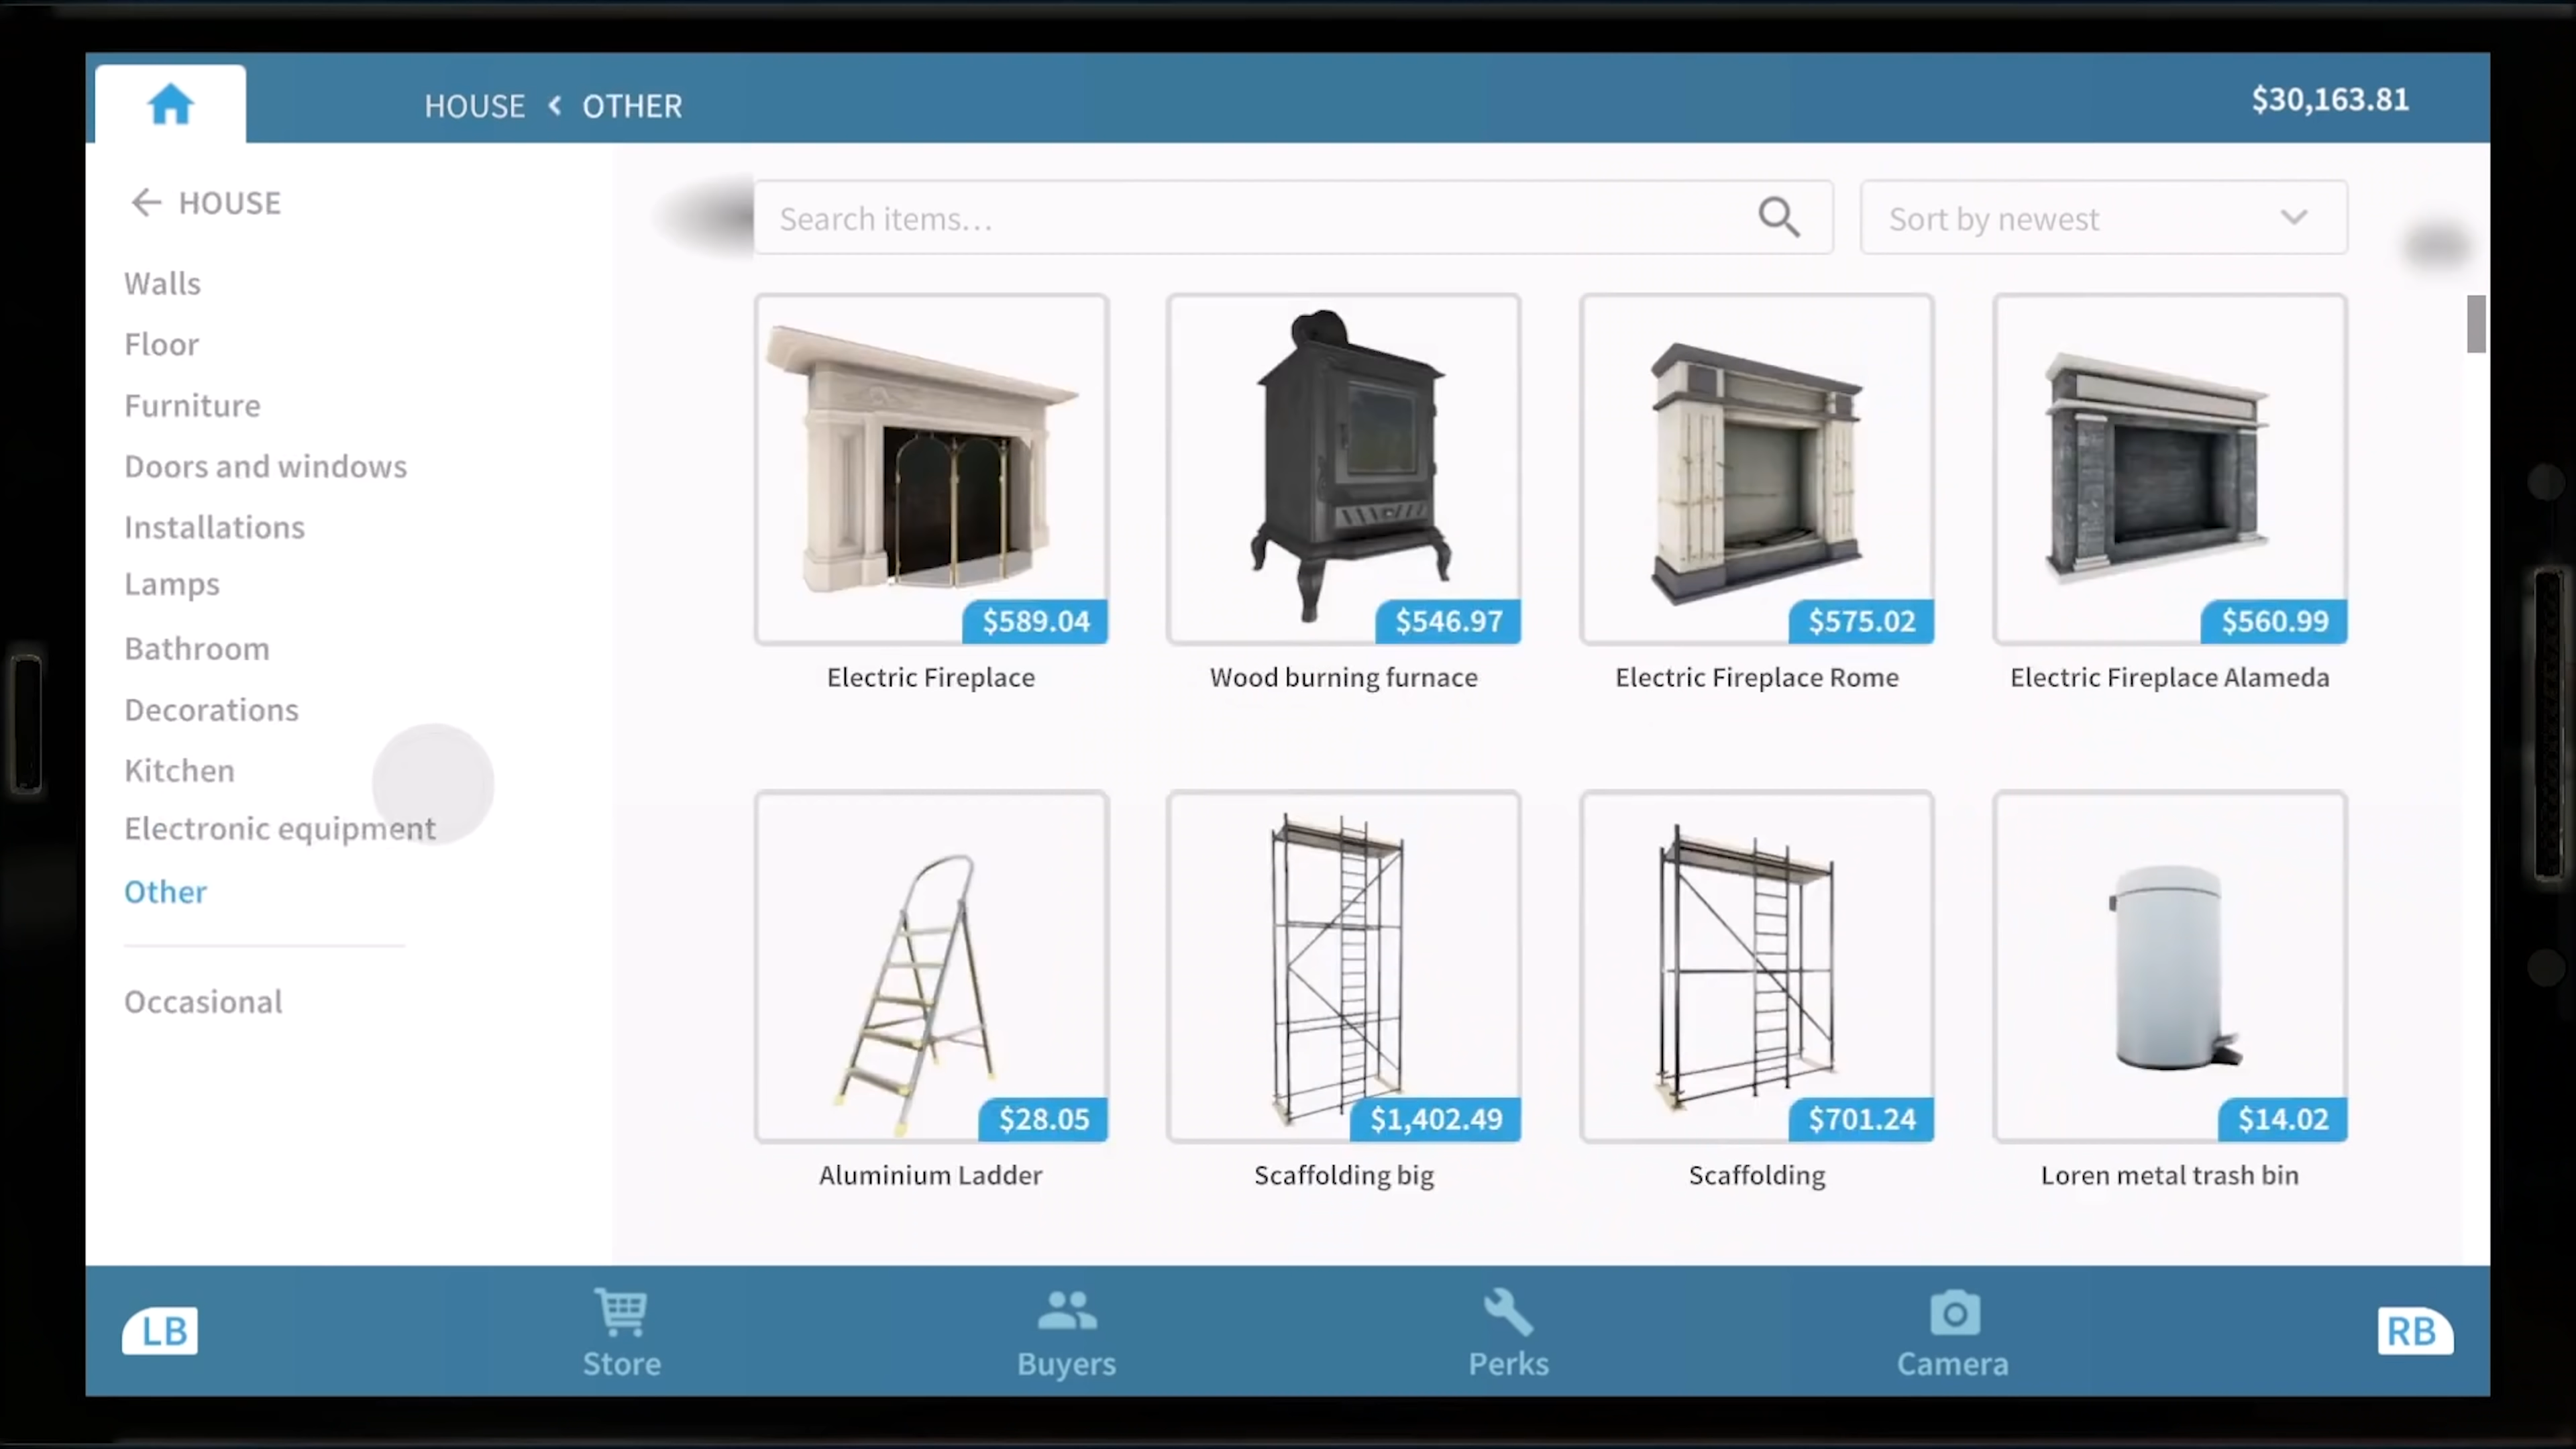 HOUSE < OTHER
$30,163.81
HOUSE
Walls
Floor
Furniture
Doors and windows
Installations
Lamps
Bathroom
Decorations
Kitchen
Electronic equipment
Other
Occasional
Search items...
Sort by newest
$589.04
$546.97
$575.02
$560.99
Electric Fireplace
Wood burning furnace
Electric Fireplace Rome
Electric Fireplace Alameda
$28.05
$1,402.49
$701.24
$14.02
Aluminium Ladder
Scaffolding big
Scaffolding
Loren metal trash bin
LB
Store
Buyers
Perks
Camera
RB